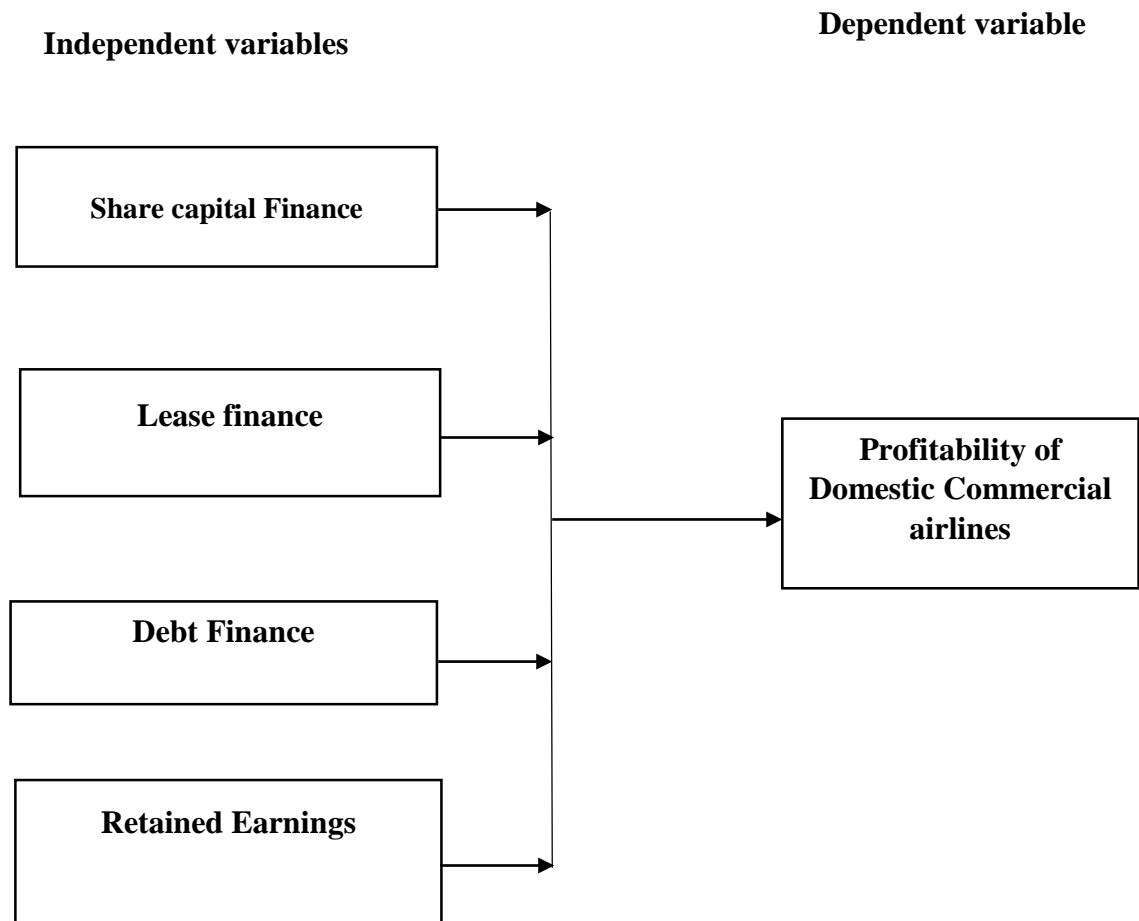 Independent variables
Dependent variable
Share capital Finance
Lease finance
Profitability of
Domestic Commercial
airlines
Debt Finance
Retained Earnings